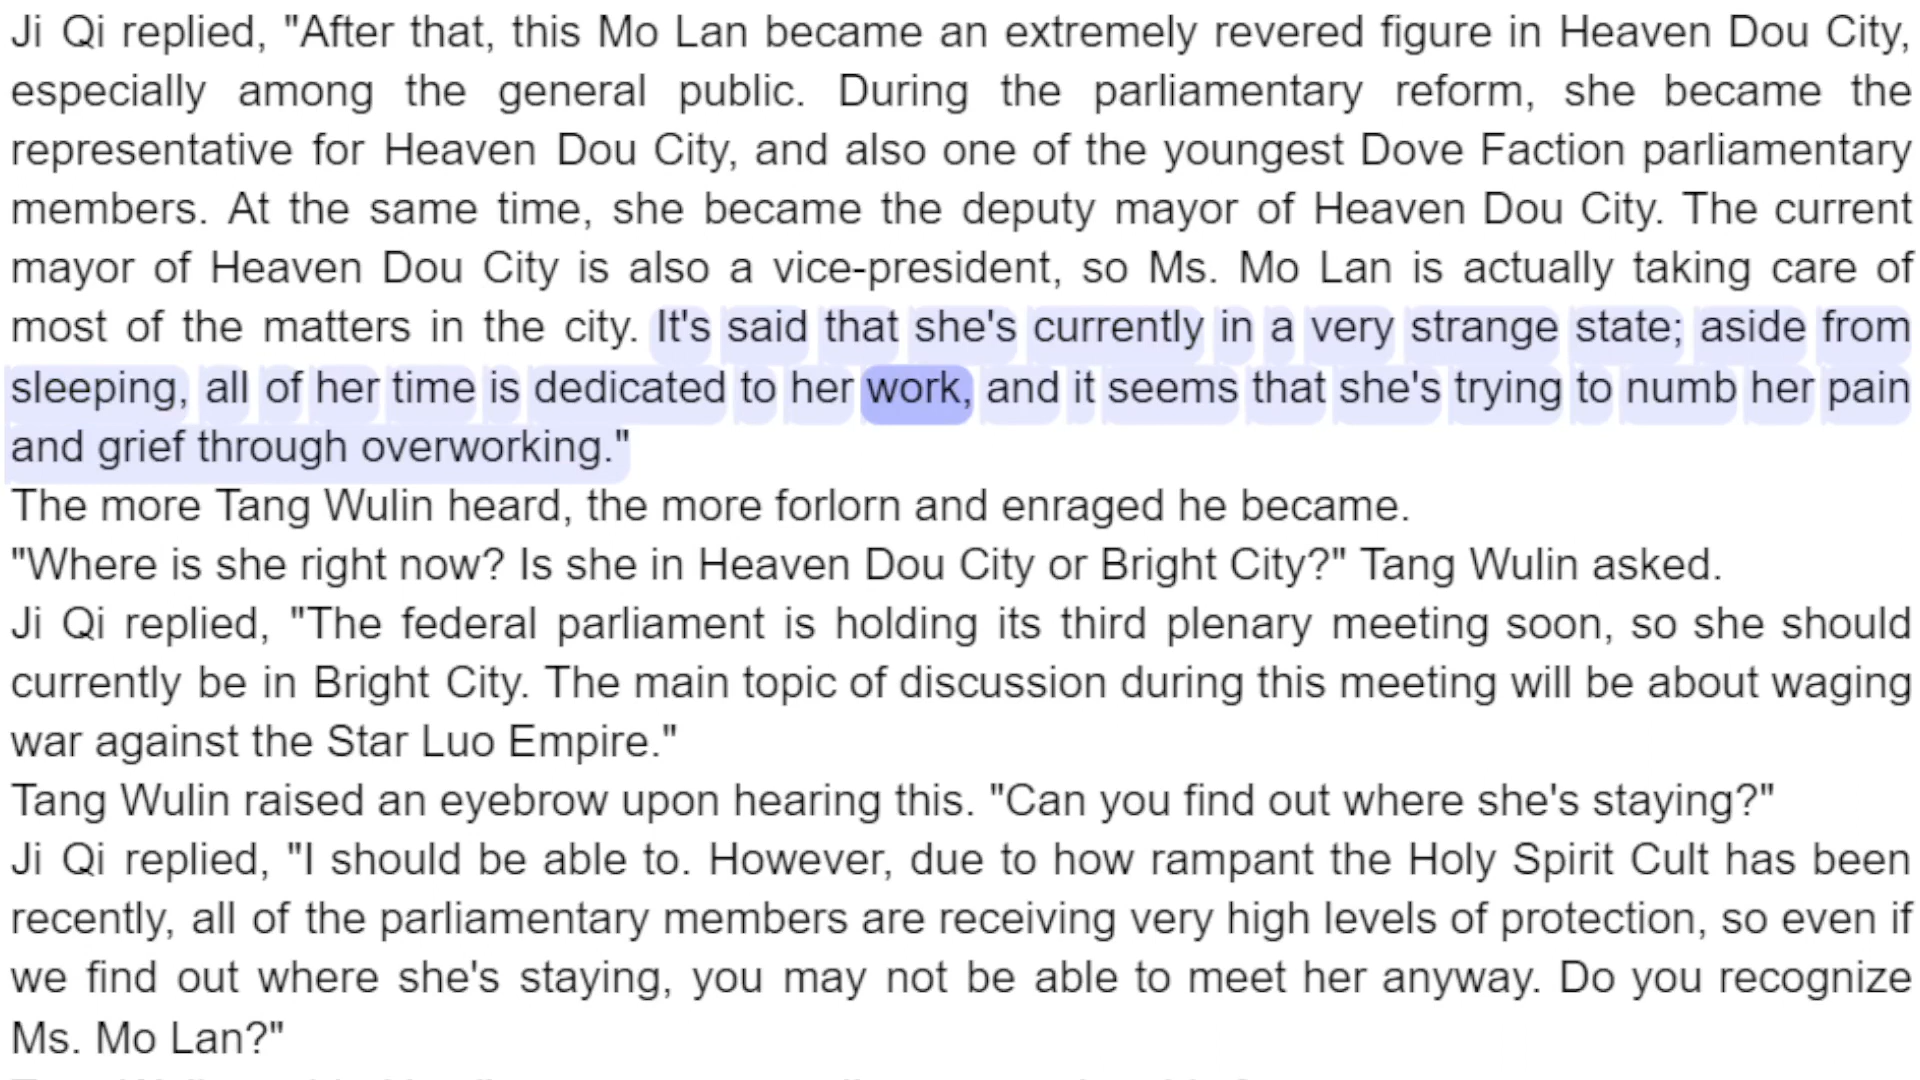 Ji Qi replied, "After that, this Mo Lan became an extremely revered figure in Heaven Dou City,
especially among the general public. During the parliamentary reform, she became the
representative for Heaven Dou City, and also one of the youngest Dove Faction parliamentary
members. At the same time, she became the deputy mayor of Heaven Dou City. The current
mayor of Heaven Dou City is also a vice-president, so Ms. Mo Lan is actually taking care of
most of the matters in the city. It's said that she's currently in a very strange state; aside from
sleeping, all of her time is dedicated to her work, and it seems that she's trying to numb her pain
and grief through overworking."
The more Tang Wulin heard, the more forlorn and enraged he became.
"Where is she right now? Is she in Heaven Dou City or Bright City?" Tang Wulin asked.
Ji Qi replied, "The federal parliament is holding its third plenary meeting soon, so she should
currently be in Bright City. The main topic of discussion during this meeting will be about waging
war against the Star Luo Empire."
Tang Wulin raised an eyebrow upon hearing this. "Can you find out where she's staying?"
Ji Qi replied, "I should be able to. However, due to how rampant the Holy Spirit Cult has been
recently, all of the parliamentary members are receiving very high levels of protection, so even if
we find out where she's staying, you may not be able to meet her anyway. Do you recognize
Ms. Mo Lan?"